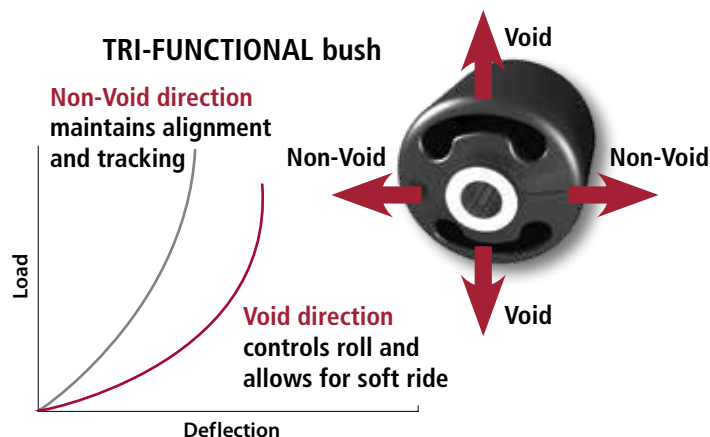 TRI-FUNCTIONAL bush
Non-Void direction
maintains alignment
and tracking
Void
Non-Void
Non-Void
Void
Void direction
controls roll and
allows for soft ride
Load
Deflection